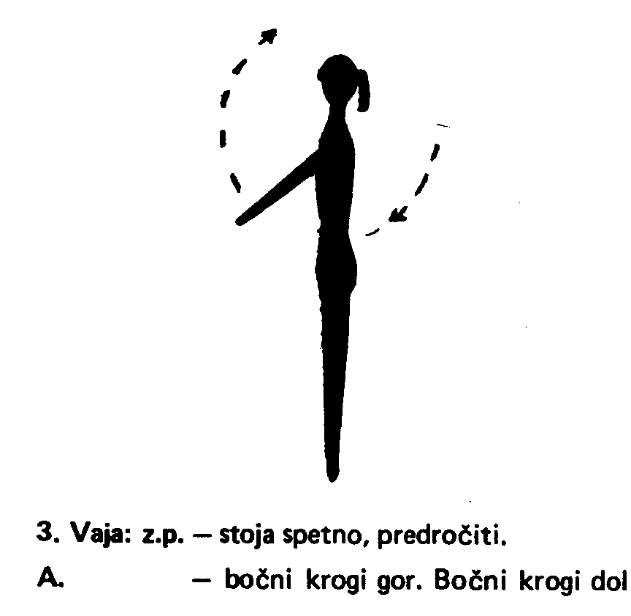 3. Vaja: z.p. — stoja spetno, predročiti.
A. — bočni krogi gor. Bočni krogi dol